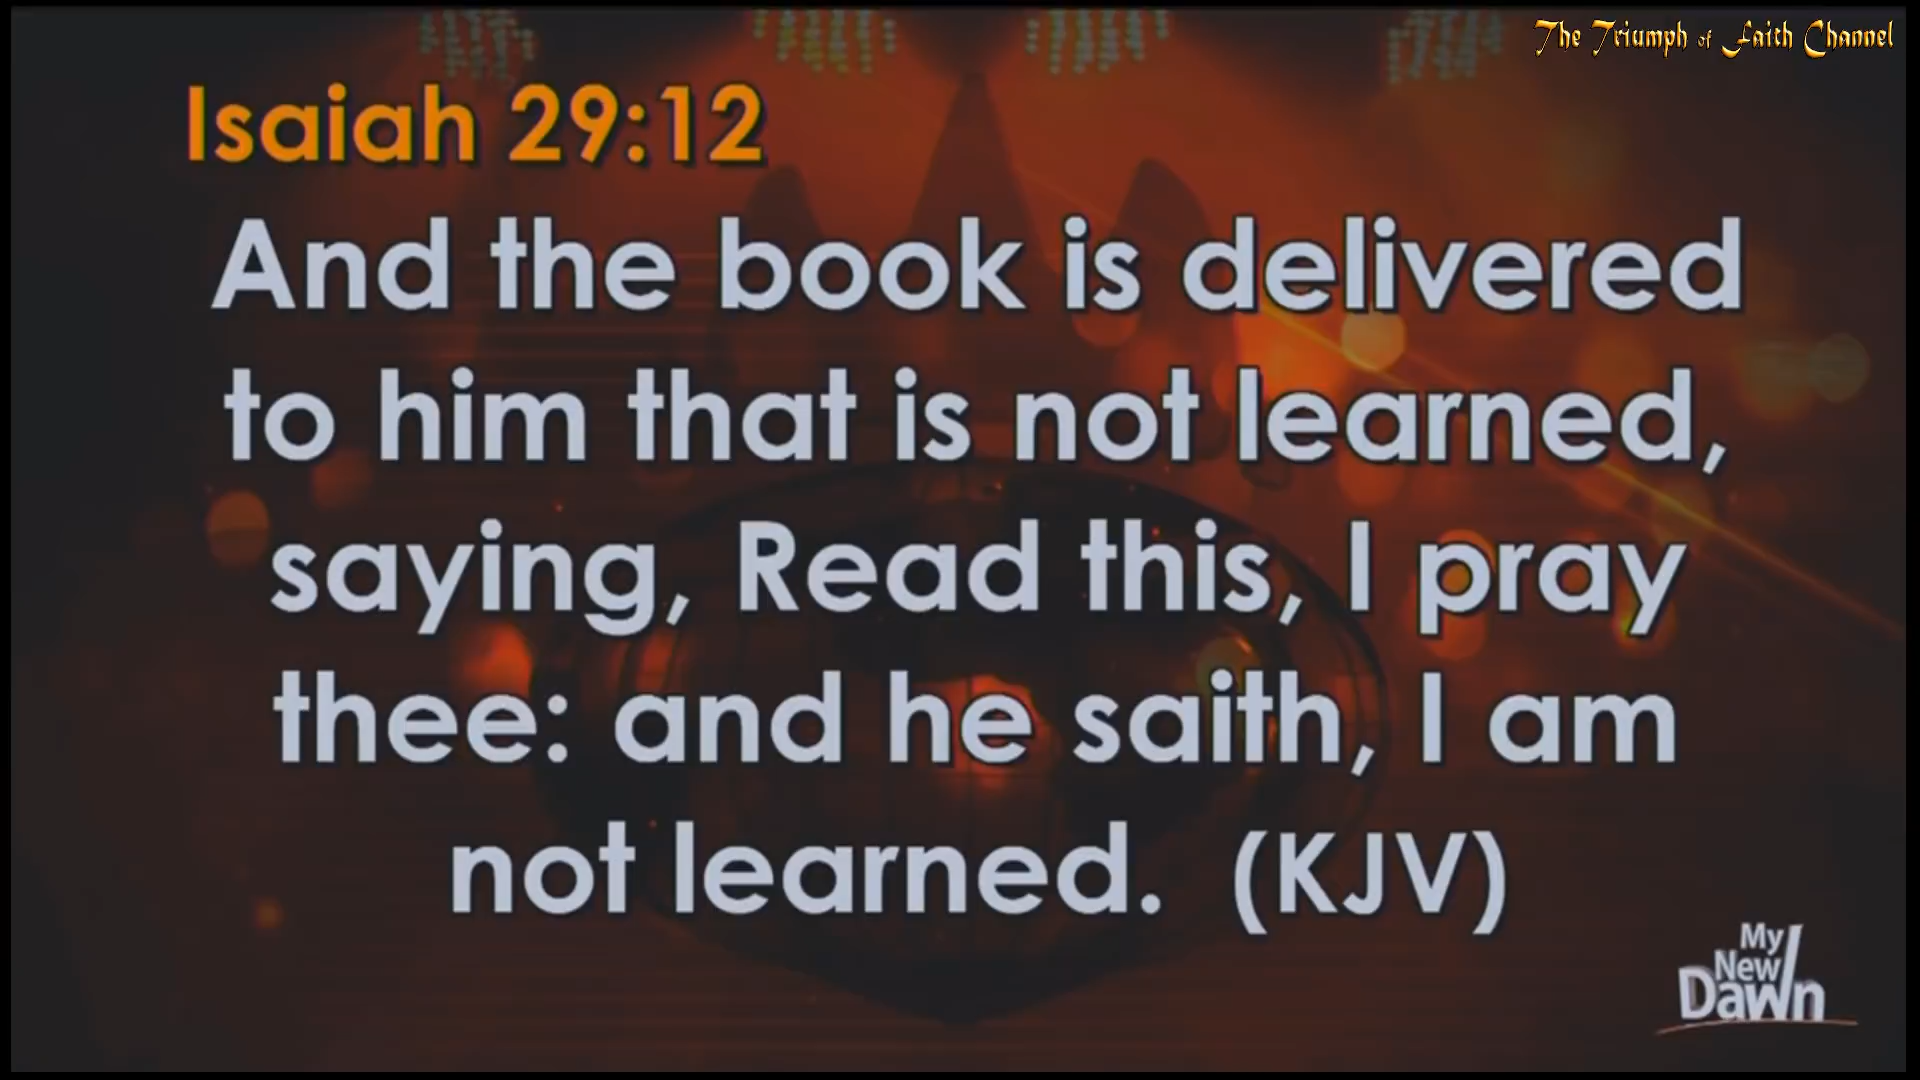 The Triumph of Faith Channel
Isaiah 29:12
And the book is delivered
to him that is not learned,
saying, Read this, I pray
thee: and he saith, I am
not learned. (KJV)
My
New
Dawn